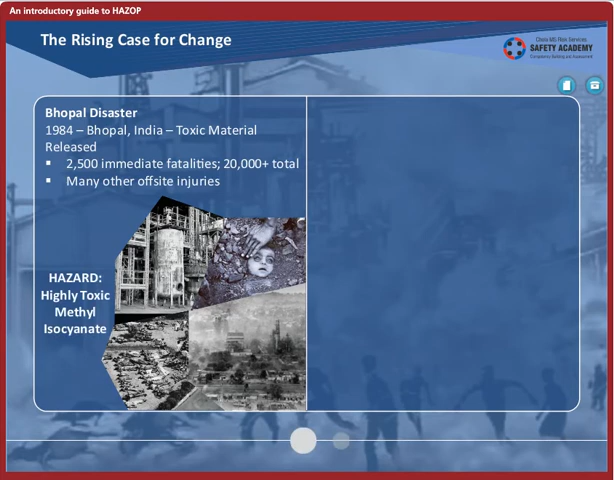 An introductory guide to HAZOP
The Rising Case for Change
SAFETY ACADEMY
Bhopal Disaster
1984 – Bhopal, India – Toxic Material
Released
▪ 2,500 immediate fatalities; 20,000+ total
▪ Many other offsite injuries
HAZARD:
Highly Toxic
Methyl
Isocyanate